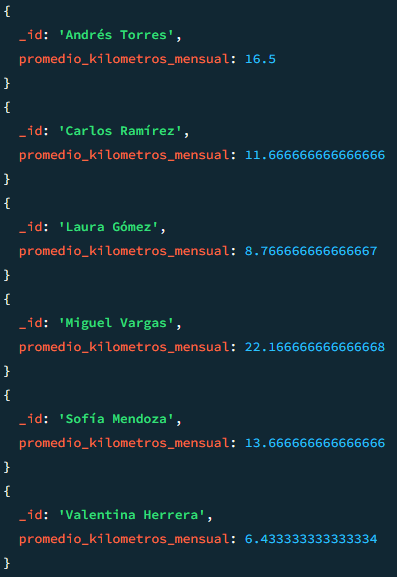 {
_id: 'Andrés Torres',
promedio_kilometros_mensual: 16.5
}
{
_id: 'Carlos Ramírez',
promedio_kilometros_mensual: 11.666666666666666
}
{
_id: 'Laura Gómez',
promedio_kilometros_mensual: 8.766666666666667
}
{
_id: 'Miguel Vargas',
promedio_kilometros_mensual: 22.166666666666668
}
{
_id: 'Sofía Mendoza',
promedio_kilometros_mensual: 13.666666666666666
}
{
_id: 'Valentina Herrera',
promedio_kilometros_mensual: 6.433333333333334
}